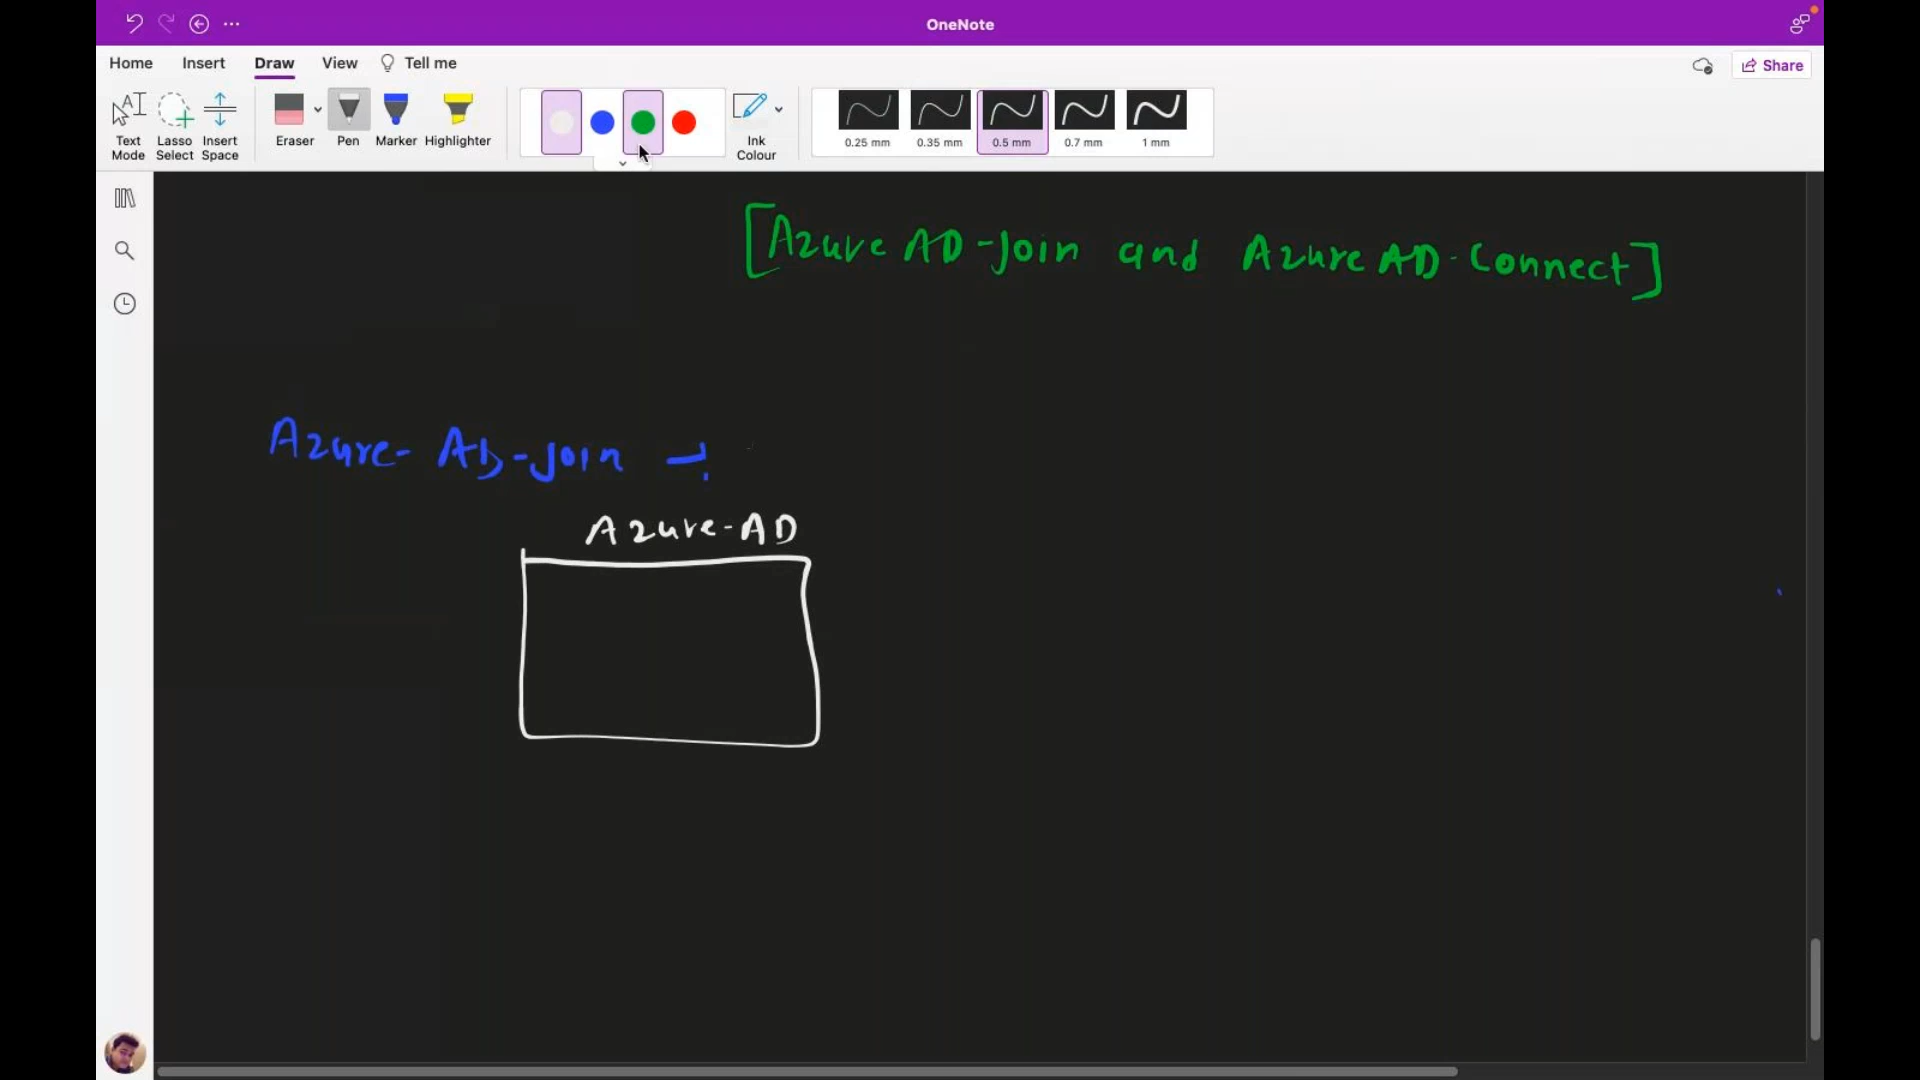 OneNote
Home Insert Draw View Tell me
Share
Text Mode
Lasso Select
Insert Space
Eraser
Pen
Marker
Highlighter
Ink Colour
0.25 mm
0.35 mm
0.5 mm
0.7 mm
1 mm
[Azure AD-Join and Azure AD-Connect]
Azure-AD-Join
Azure-AD